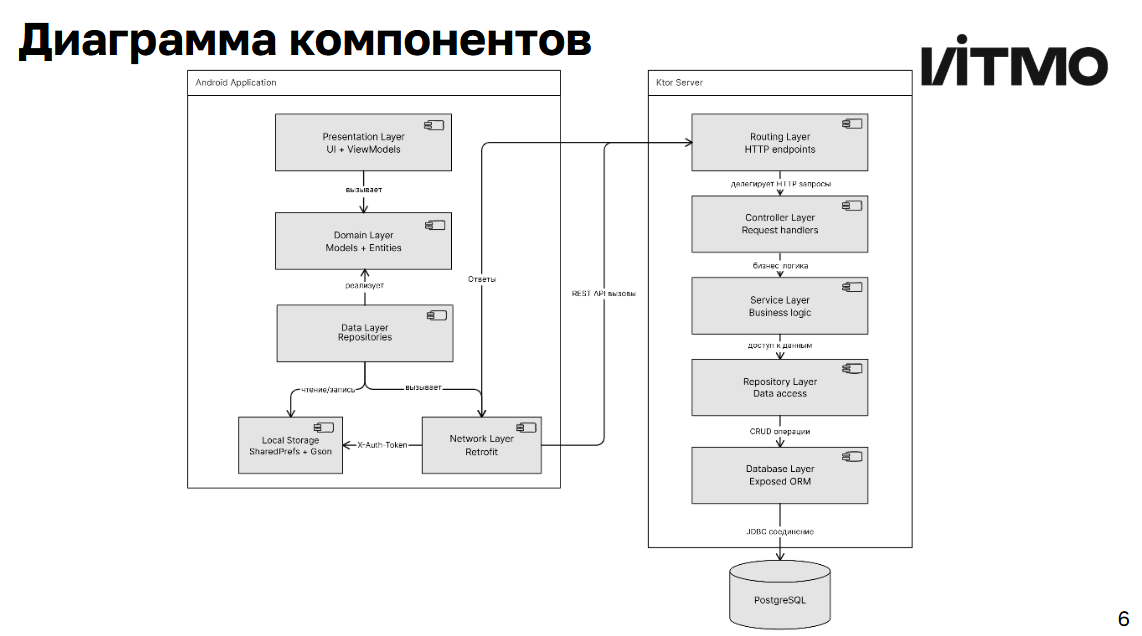 Диаграмма компонентов
ITMO
Android Application
Presentation Layer
UI + ViewModels
вызывает
Domain Layer
Models + Entities
реализует
Data Layer
Repositories
чтение/запись
вызывает
Local Storage
SharedPrefs + Gson
X-Auth-Token
Network Layer
Retrofit
Ответы
REST API вызовы
Ktor Server
Routing Layer
HTTP endpoints
делегирует HTTP запросы
Controller Layer
Request handlers
бизнес логика
Service Layer
Business logic
доступ к данным
Repository Layer
Data access
CRUD операции
Database Layer
Exposed ORM
JDBC соединение
PostgreSQL
6